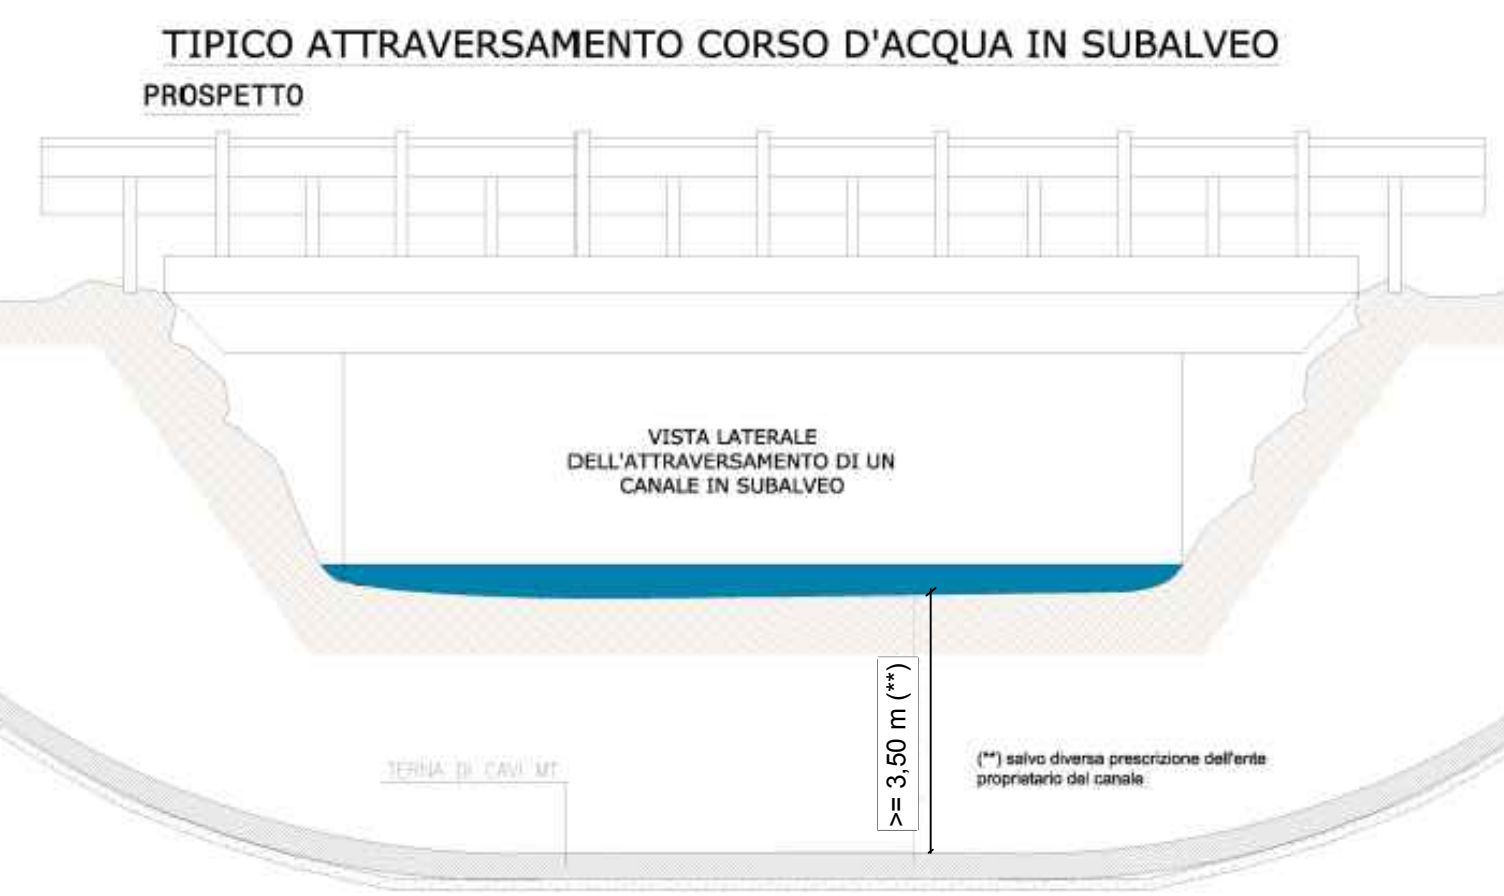 TIPICO ATTRAVERSAMENTO CORSO D'ACQUA IN SUBALVEO
PROSPETTO
VISTA LATERALE
DELL'ATTRAVERSAMENTO DI UN
CANALE IN SUBALVEO
>= 3,50 m (**)
(**) salvo diversa prescrizione dell'ente
proprietario del canale
TERNA DI CAVI MT